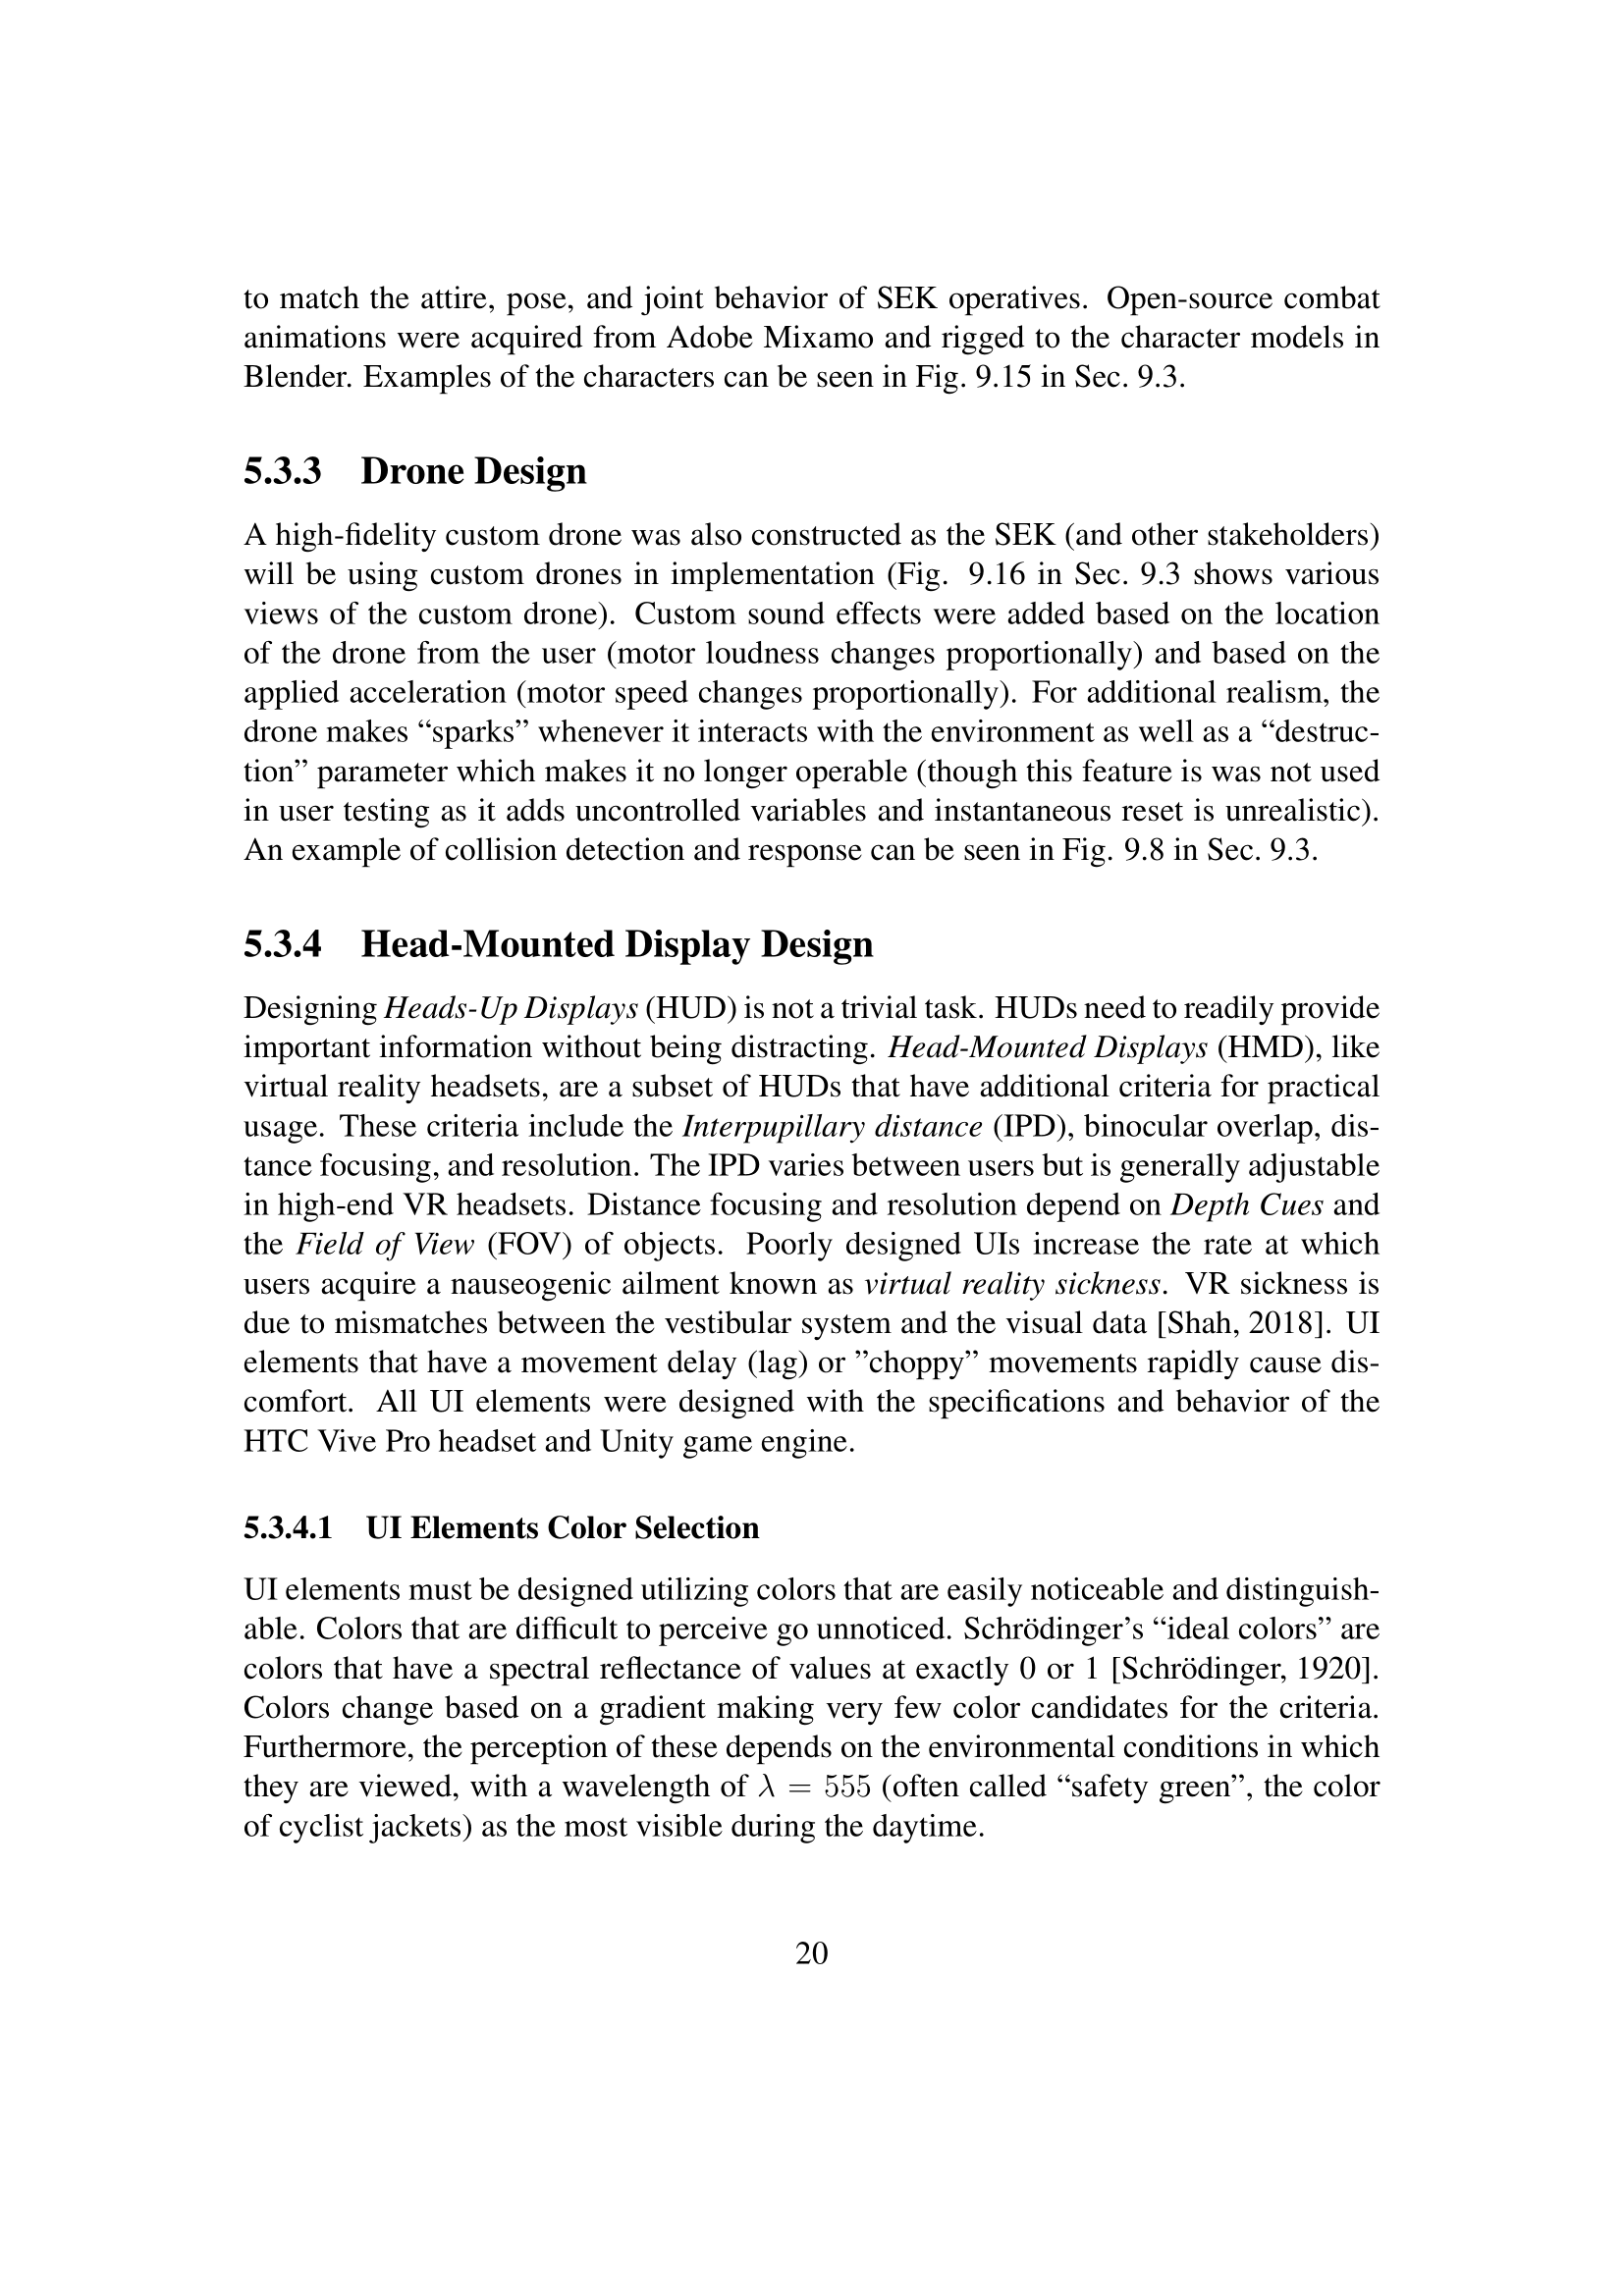 to match the attire, pose, and joint behavior of SEK operatives. Open-source combat
animations were acquired from Adobe Mixamo and rigged to the character models in
Blender. Examples of the characters can be seen in Fig. 9.15 in Sec. 9.3.
5.3.3 Drone Design
A high-fidelity custom drone was also constructed as the SEK (and other stakeholders)
will be using custom drones in implementation (Fig. 9.16 in Sec. 9.3 shows various
views of the custom drone). Custom sound effects were added based on the location
of the drone from the user (motor loudness changes proportionally) and based on the
applied acceleration (motor speed changes proportionally). For additional realism, the
drone makes “sparks” whenever it interacts with the environment as well as a “destruc-
tion” parameter which makes it no longer operable (though this feature is was not used
in user testing as it adds uncontrolled variables and instantaneous reset is unrealistic).
An example of collision detection and response can be seen in Fig. 9.8 in Sec. 9.3.
5.3.4 Head-Mounted Display Design
Designing Heads-Up Displays (HUD) is not a trivial task. HUDs need to readily provide
important information without being distracting. Head-Mounted Displays (HMD), like
virtual reality headsets, are a subset of HUDs that have additional criteria for practical
usage. These criteria include the Interpupillary distance (IPD), binocular overlap, dis-
tance focusing, and resolution. The IPD varies between users but is generally adjustable
in high-end VR headsets. Distance focusing and resolution depend on Depth Cues and
the Field of View (FOV) of objects. Poorly designed UIs increase the rate at which
users acquire a nauseogenic ailment known as virtual reality sickness. VR sickness is
due to mismatches between the vestibular system and the visual data [Shah, 2018]. UI
elements that have a movement delay (lag) or ”choppy” movements rapidly cause dis-
comfort. All UI elements were designed with the specifications and behavior of the
HTC Vive Pro headset and Unity game engine.
5.3.4.1 UI Elements Color Selection
UI elements must be designed utilizing colors that are easily noticeable and distinguish-
able. Colors that are difficult to perceive go unnoticed. Schrödinger’s “ideal colors” are
colors that have a spectral reflectance of values at exactly 0 or 1 [Schrödinger, 1920].
Colors change based on a gradient making very few color candidates for the criteria.
Furthermore, the perception of these depends on the environmental conditions in which
they are viewed, with a wavelength of λ = 555 (often called “safety green”, the color
of cyclist jackets) as the most visible during the daytime.
20